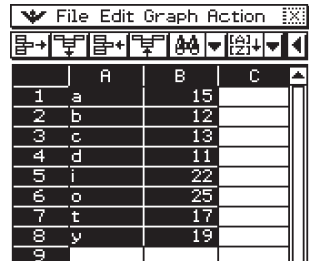 File Edit Graph Action
A B C
1 a 15
2 b 12
3 c 13
4 d 11
5 i 22
6 o 25
7 t 17
8 y 19
9